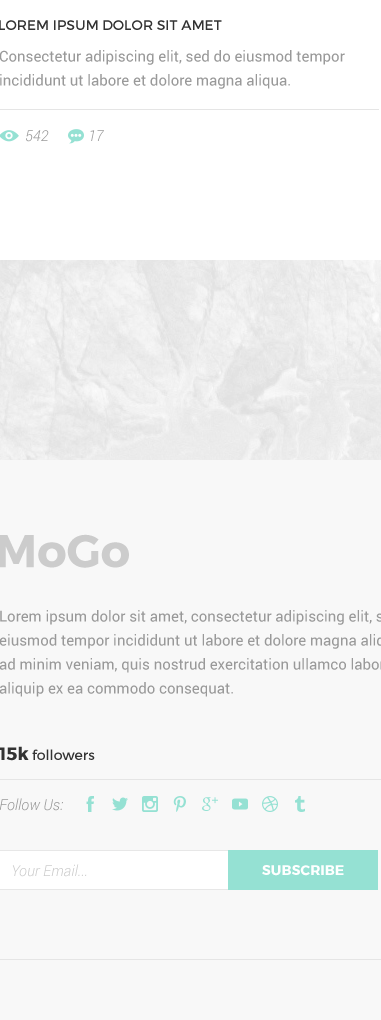 LOREM IPSUM DOLOR SIT AMET
Consectetur adipiscing elit, sed do eiusmod tempor
incididunt ut labore et dolore magna aliqua.
542 17
MoGo
Lorem ipsum dolor sit amet, consectetur adipiscing elit, s
eiusmod tempor incididunt ut labore et dolore magna aliq
ad minim veniam, quis nostrud exercitation ullamco labor
aliquip ex ea commodo consequat.
15k followers
Follow Us:
Your Email...
SUBSCRIBE